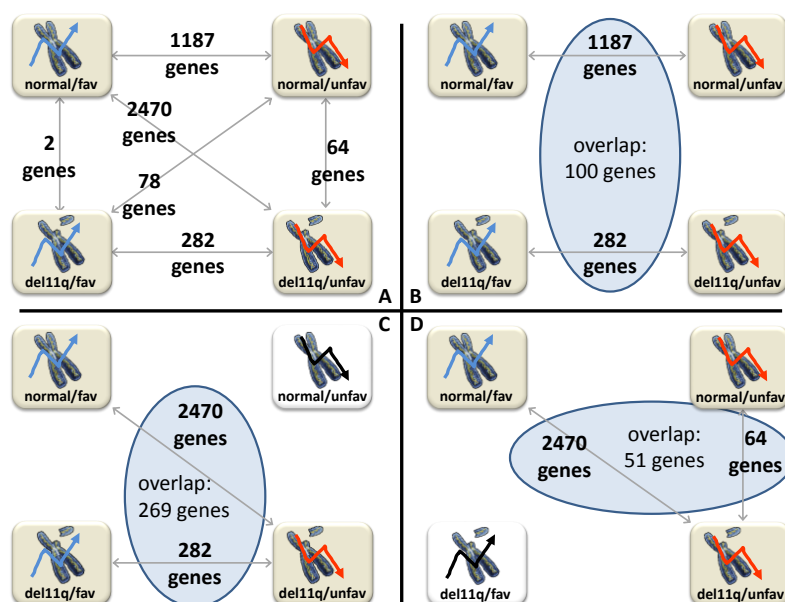 1187
genes
normal/fav
normal/unfav
2470
genes
2
genes
78
genes
64
genes
282
genes
del11q/fav
del11q/unfav
A
B
1187
genes
normal/fav
normal/unfav
overlap:
100 genes
282
genes
del11q/fav
del11q/unfav
C
normal/fav
normal/unfav
2470
genes
overlap:
269 genes
282
genes
del11q/fav
del11q/unfav
D
normal/fav
normal/unfav
2470
genes
overlap:
51 genes
64
genes
del11q/fav
del11q/unfav